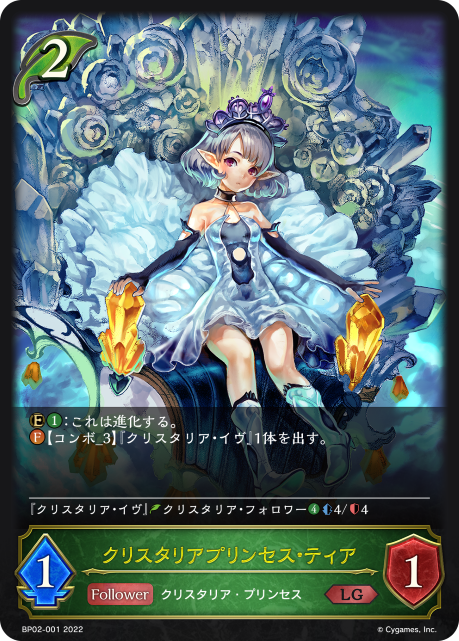 2
E 1:これは進化する。
F【コンボ_3】『クリスタリア・イヴ』1体を出す。
『クリスタリア・イヴ』クリスタリア・フォロワー4 4/4
クリスタリアプリンセス・ティア
1
Follower クリスタリア・プリンセス LG
1
BP02-001 2022
© Cygames, Inc.